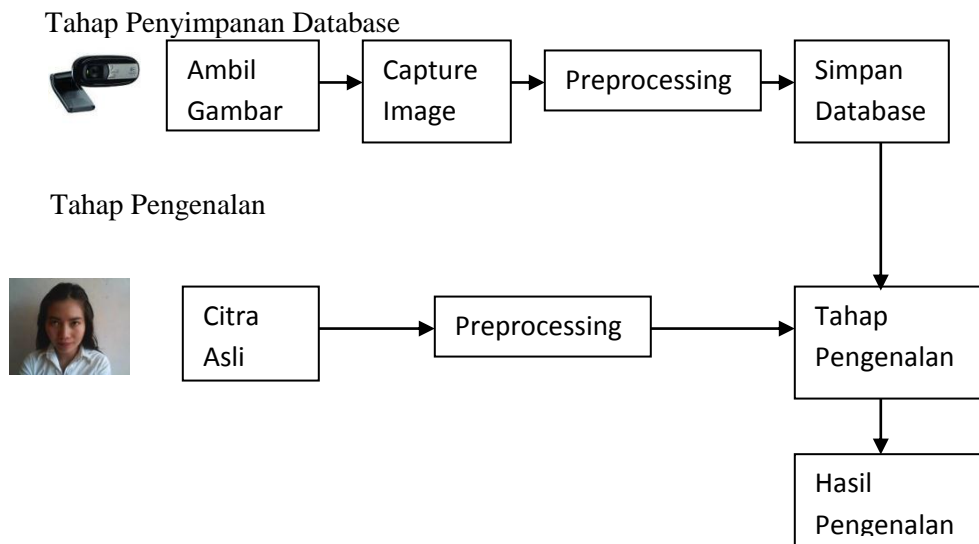 Tahap Penyimpanan Database
Ambil
Gambar
Capture
Image
Preprocessing
Simpan
Database
Tahap Pengenalan
Citra
Asli
Preprocessing
Tahap
Pengenalan
Hasil
Pengenalan